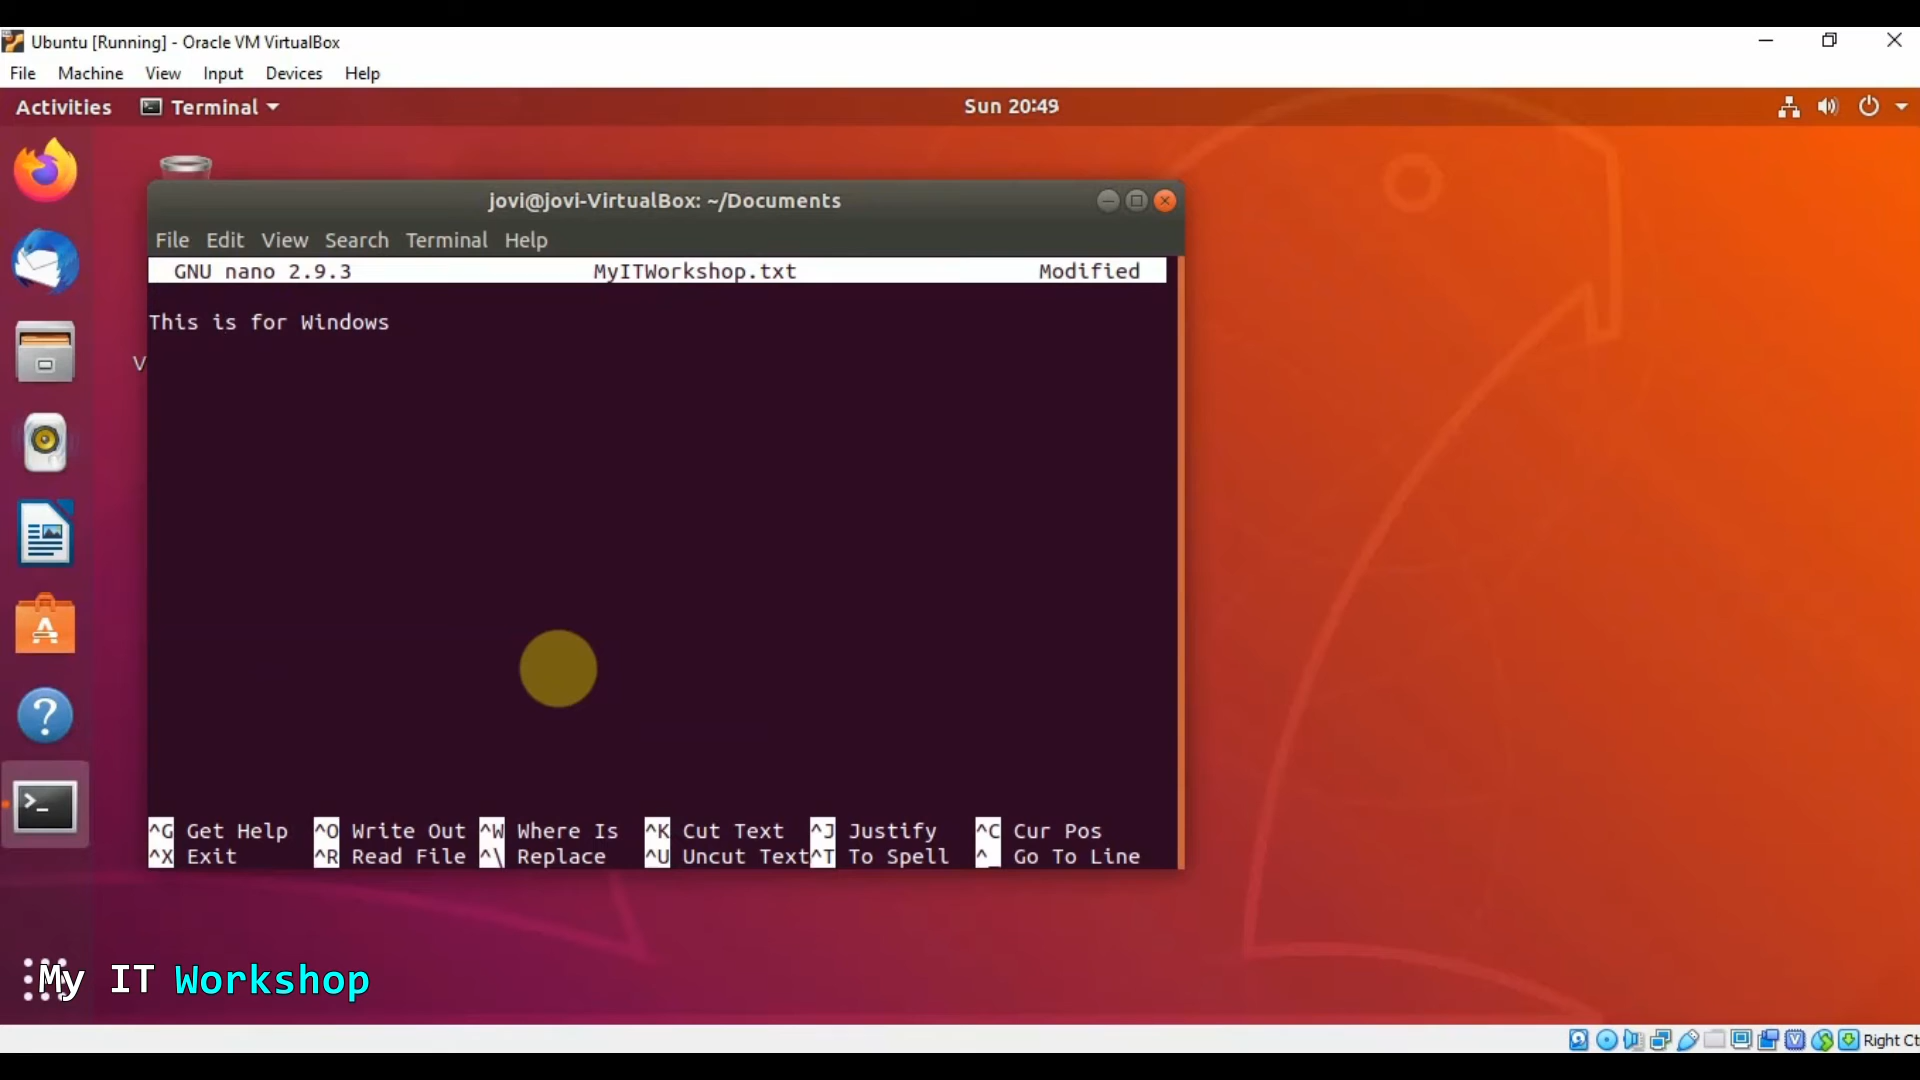 Ubuntu [Running] - Oracle VM VirtualBox
File Machine View Input Devices Help
Activities Terminal Sun 20:49
jovi@jovi-VirtualBox: ~/Documents
File Edit View Search Terminal Help
GNU nano 2.9.3 MyITWorkshop.txt Modified
This is for Windows
V
^G Get Help ^O Write Out ^W Where Is ^K Cut Text ^J Justify ^C Cur Pos
^X Exit ^R Read File ^\ Replace ^U Uncut Text ^T To Spell ^_ Go To Line
My IT Workshop
Right Ct